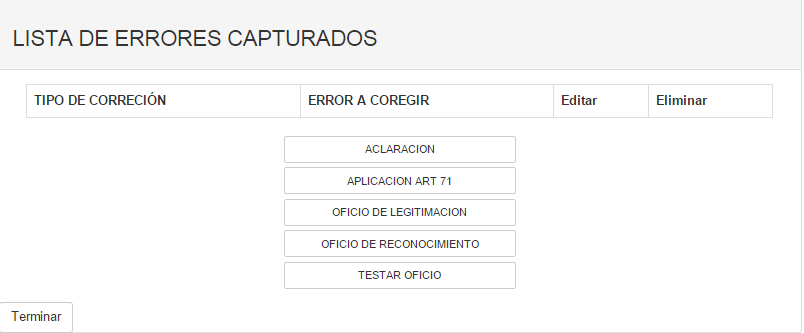 LISTA DE ERRORES CAPTURADOS
TIPO DE CORRECIÓN ERROR A COREGIR Editar Eliminar
ACLARACION
APLICACION ART 71
OFICIO DE LEGITIMACION
OFICIO DE RECONOCIMIENTO
TESTAR OFICIO
Terminar